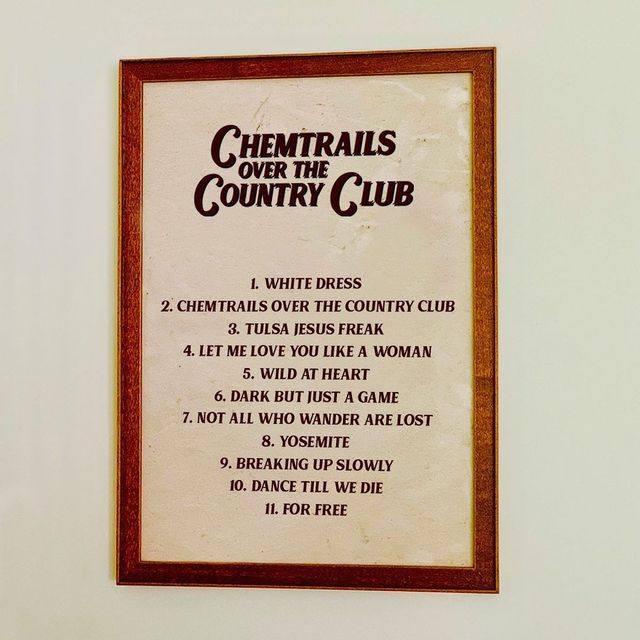 CHEMTRAILS
OVER THE
COUNTRY CLUB
1. WHITE DRESS
2. CHEMTRAILS OVER THE COUNTRY CLUB
3. TULSA JESUS FREAK
4. LET ME LOVE YOU LIKE A WOMAN
5. WILD AT HEART
6. DARK BUT JUST A GAME
7. NOT ALL WHO WANDER ARE LOST
8. YOSEMITE
9. BREAKING UP SLOWLY
10. DANCE TILL WE DIE
11. FOR FREE